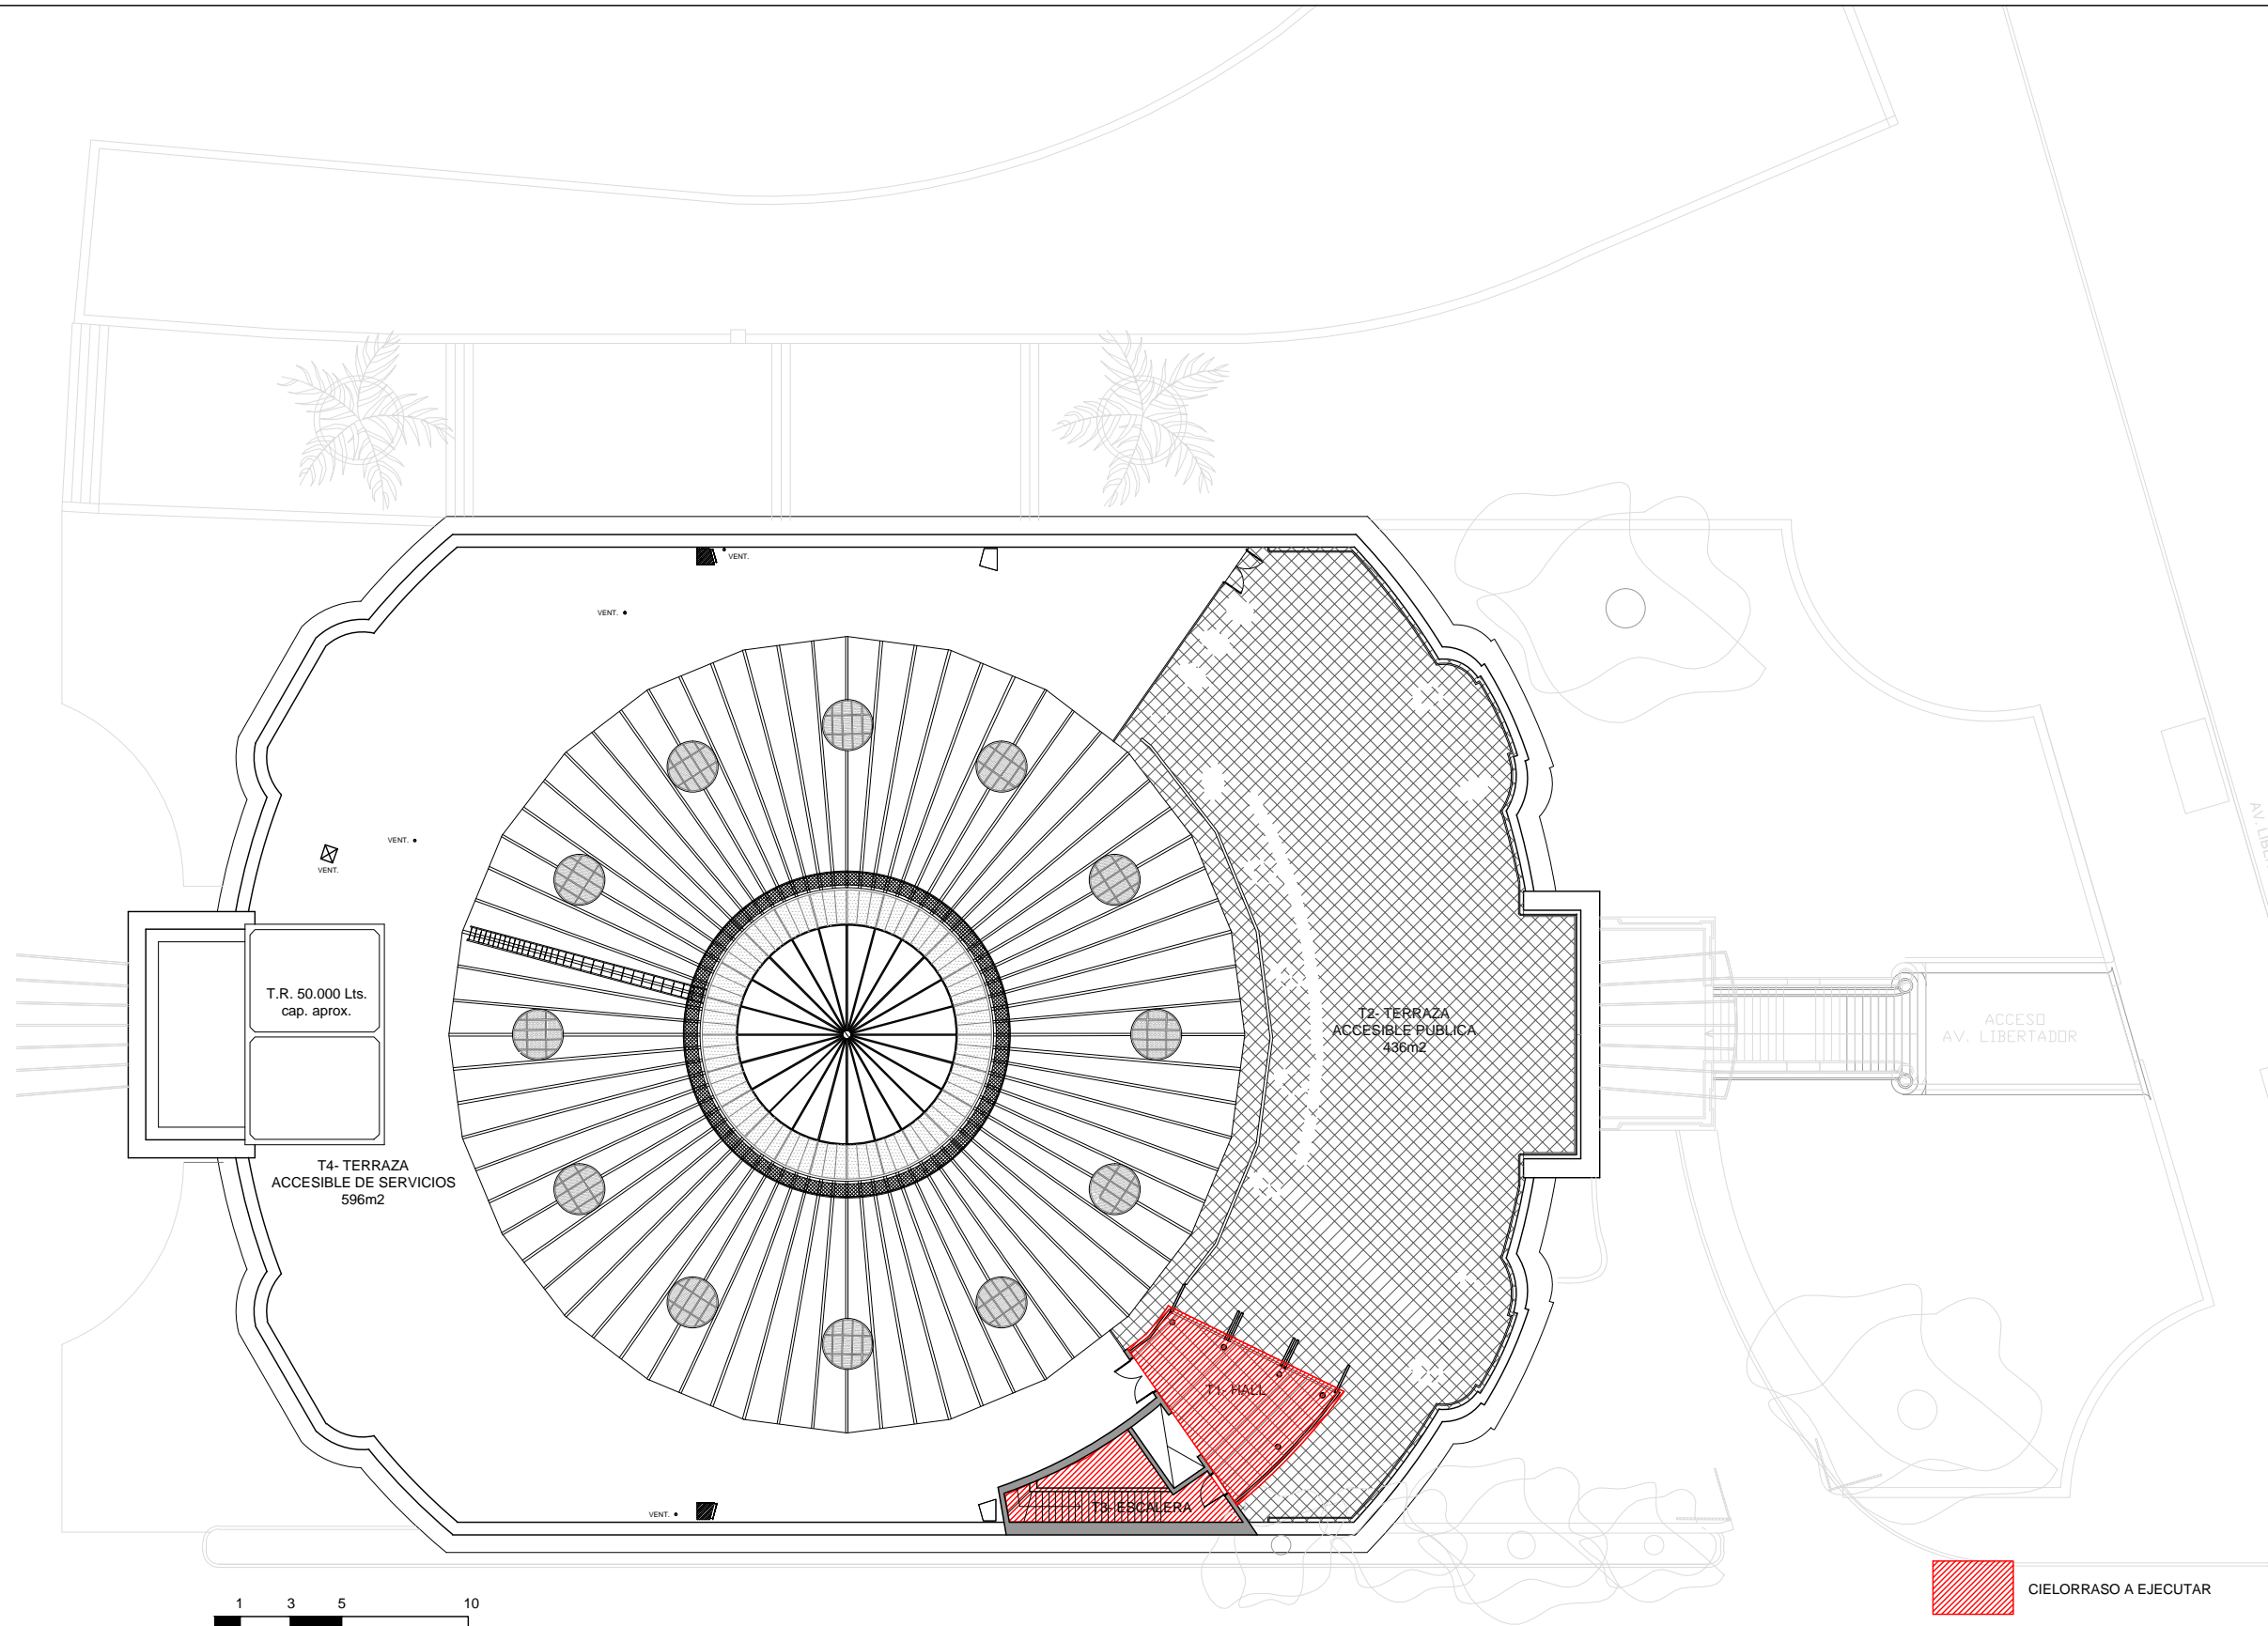 VENT.
VENT.
VENT.
VENT.
T.R. 50.000 Lts.
cap. aprox.
T2- TERRAZA
ACCESIBLE PUBLICA
436m2
ACCESO
AV. LIBERTADOR
T4- TERRAZA
ACCESIBLE DE SERVICIOS
596m2
T1- HALL
T3- ESCALERA
VENT.
CIELORRASO A EJECUTAR
1 3 5 10